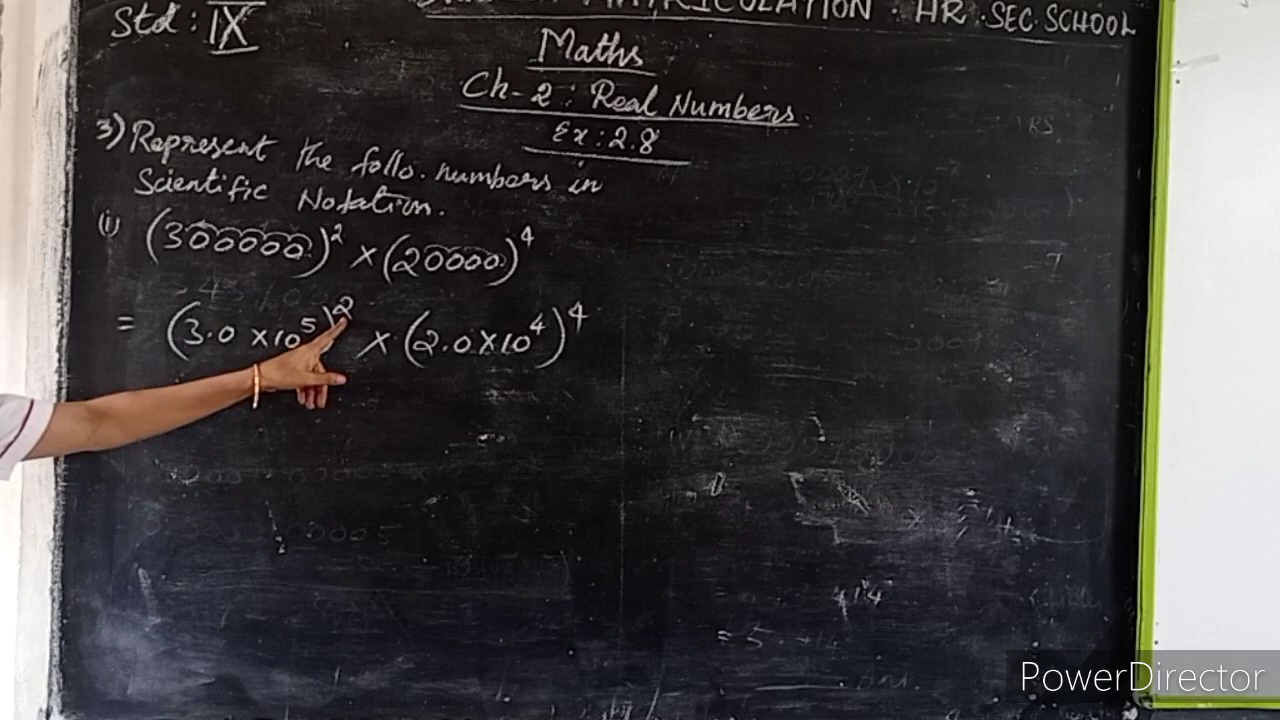 Std : IX
MATRICULATION . HR . SEC SCHOOL
Maths
Ch-2 : Real Numbers.
Ex : 2.8
3) Represent the follo. numbers in
Scientific Notation.
(i) (300000)² × (20000)⁴
= (3.0 ×10⁵)² × (2.0×10⁴)⁴
PowerDirector